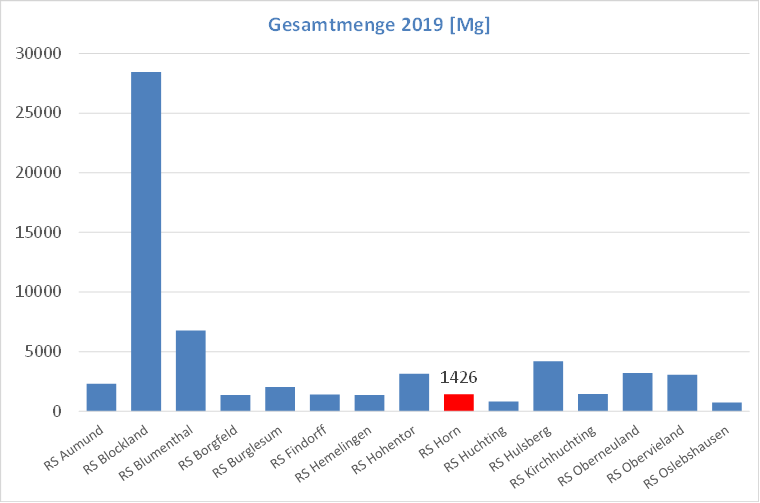 Gesamtmenge 2019 [Mg]
30000
25000
20000
15000
10000
5000
0
1426
RS Aumund
RS Blockland
RS Blumenthal
RS Borgfeld
RS Burglesum
RS Findorff
RS Hemelingen
RS Hohentor
RS Horn
RS Huchting
RS Hulsberg
RS Kirchhuchting
RS Oberneuland
RS Obervieland
RS Oslebshausen